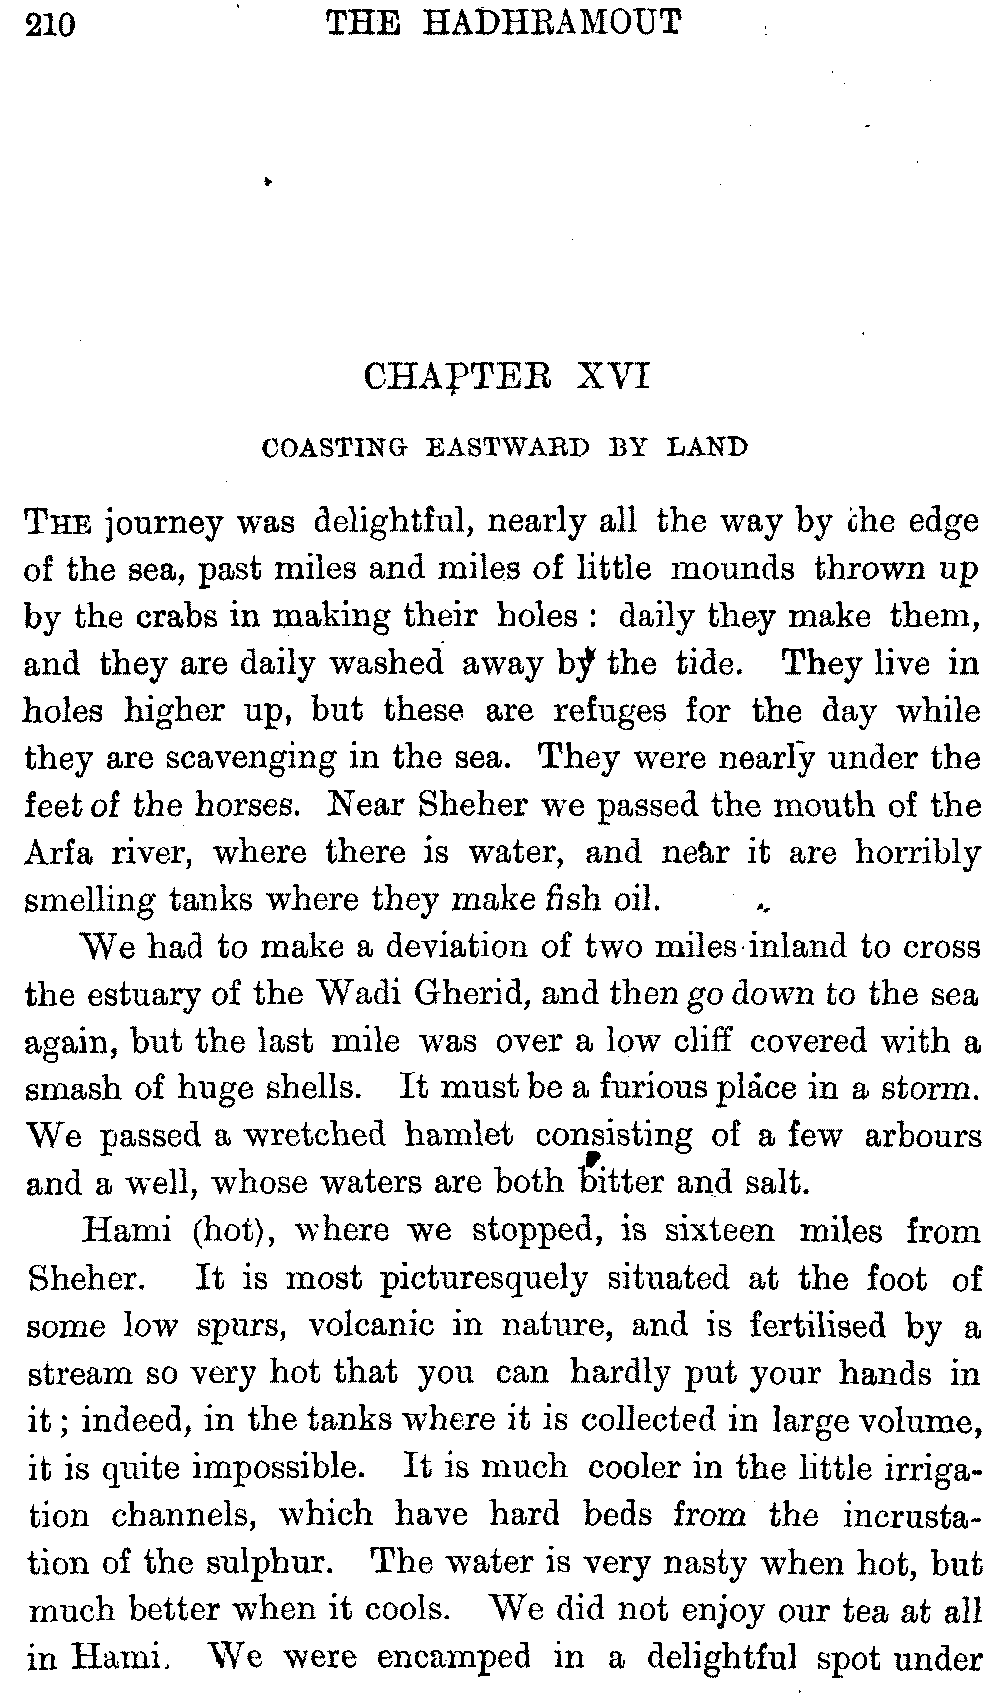 210 THE HADHRAMOUT
CHAPTER XVI
COASTING EASTWARD BY LAND
THE journey was delightful, nearly all the way by the edge
of the sea, past miles and miles of little mounds thrown up
by the crabs in making their holes : daily they make them,
and they are daily washed away by the tide. They live in
holes higher up, but these are refuges for the day while
they are scavenging in the sea. They were nearly under the
feet of the horses. Near Sheher we passed the mouth of the
Arfa river, where there is water, and near it are horribly
smelling tanks where they make fish oil.
We had to make a deviation of two miles inland to cross
the estuary of the Wadi Gherid, and then go down to the sea
again, but the last mile was over a low cliff covered with a
smash of huge shells. It must be a furious place in a storm.
We passed a wretched hamlet consisting of a few arbours
and a well, whose waters are both bitter and salt.
Hami (hot), where we stopped, is sixteen miles from
Sheher. It is most picturesquely situated at the foot of
some low spurs, volcanic in nature, and is fertilised by a
stream so very hot that you can hardly put your hands in
it ; indeed, in the tanks where it is collected in large volume,
it is quite impossible. It is much cooler in the little irriga-
tion channels, which have hard beds from the incrusta-
tion of the sulphur. The water is very nasty when hot, but
much better when it cools. We did not enjoy our tea at all
in Hami. We were encamped in a delightful spot under